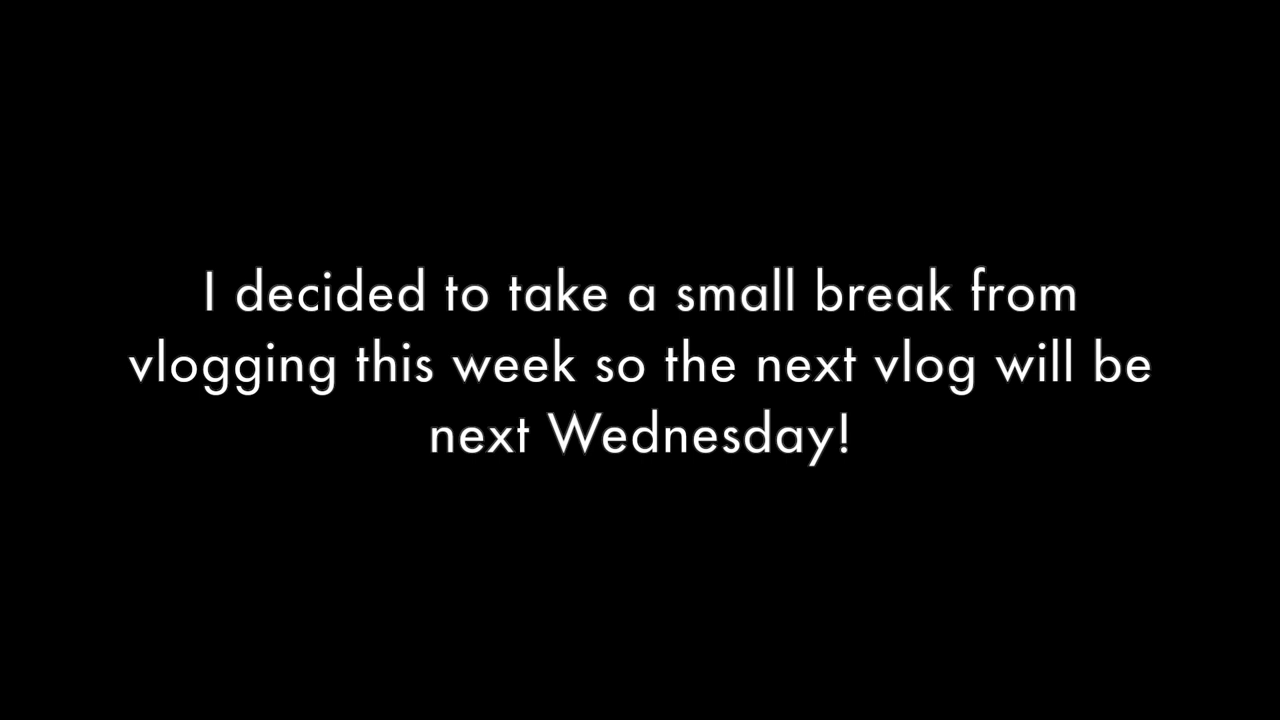 I decided to take a small break from
vlogging this week so the next vlog will be
next Wednesday!